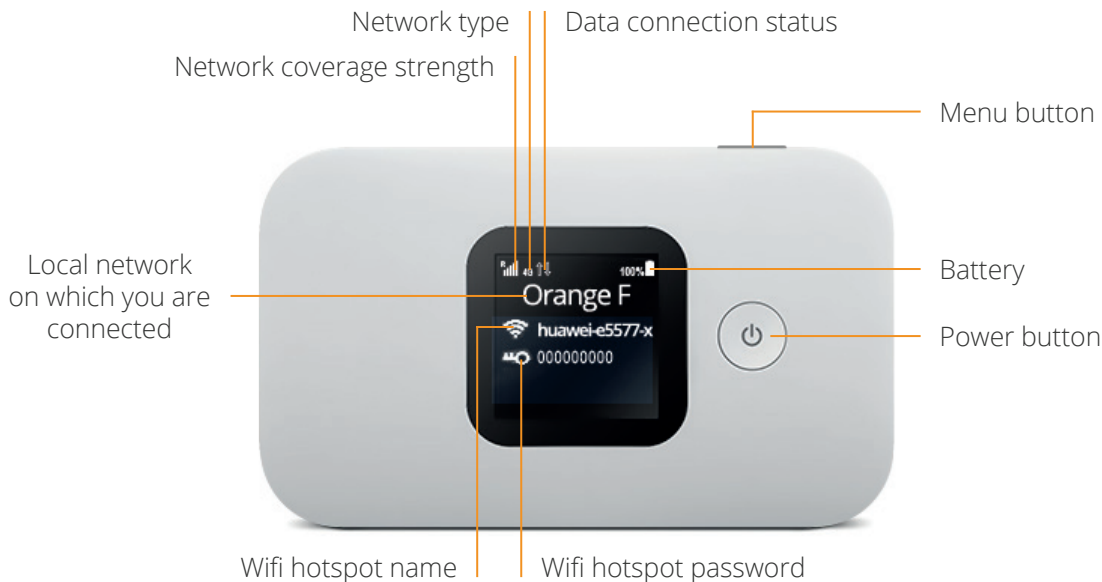 Network type
Data connection status
Network coverage strength
Menu button
Local network
on which you are
connected
R
4G
100%
Orange F
huawei-e5577-x
000000000
Battery
Power button
Wifi hotspot name
Wifi hotspot password